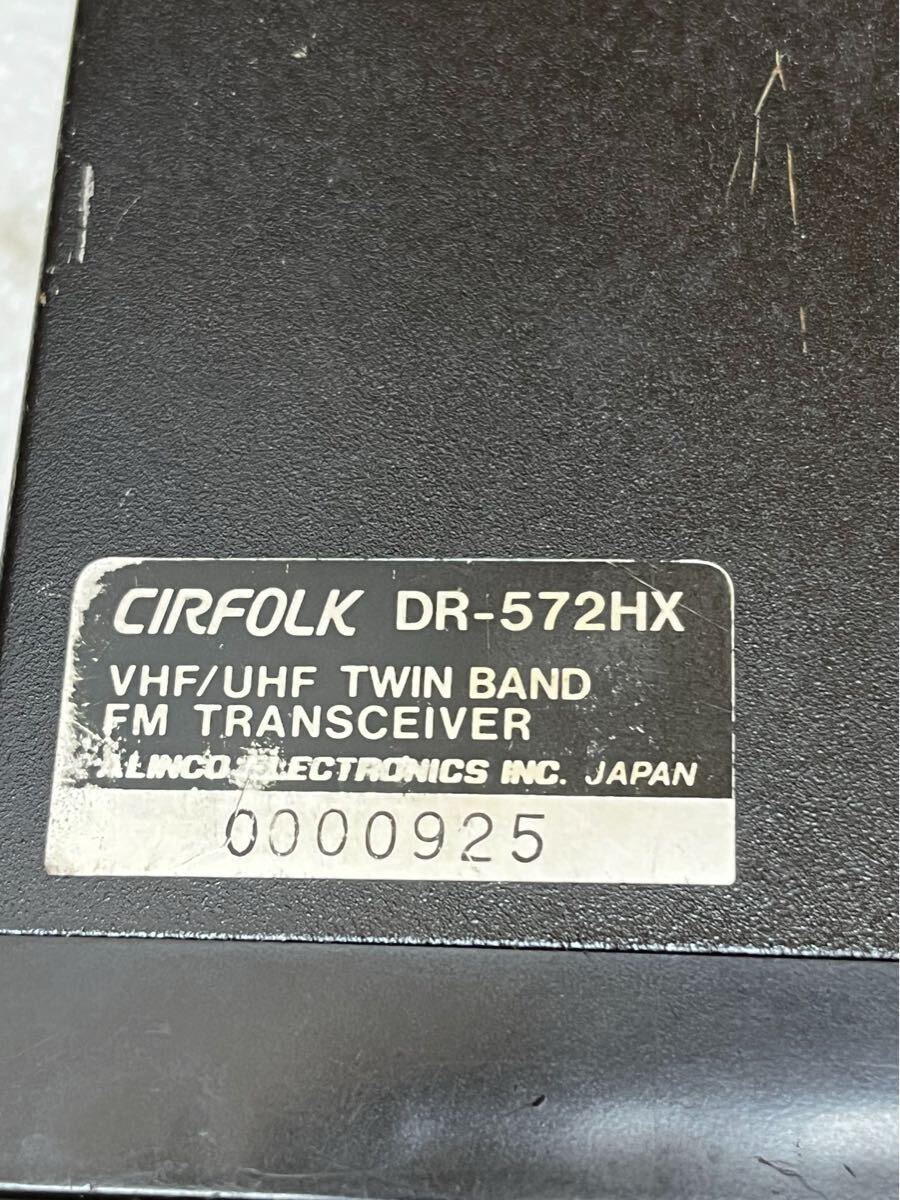 CIRFOLK DR-572HX
VHF/UHF TWIN BAND
FM TRANSCEIVER
ALINCO ELECTRONICS INC. JAPAN
0000925